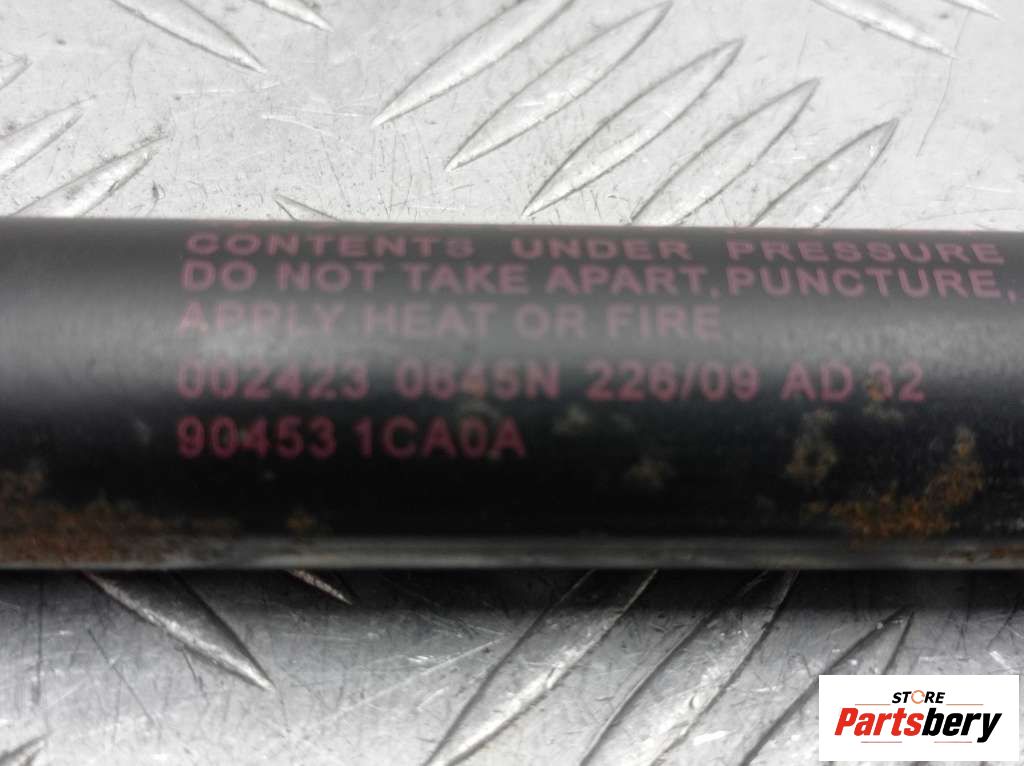 CONTENTS UNDER PRESSURE
DO NOT TAKE APART, PUNCTURE,
APPLY HEAT OR FIRE
002423 0645N 226/09 AD 32
90453 1CA0A
STORE
Partsbery